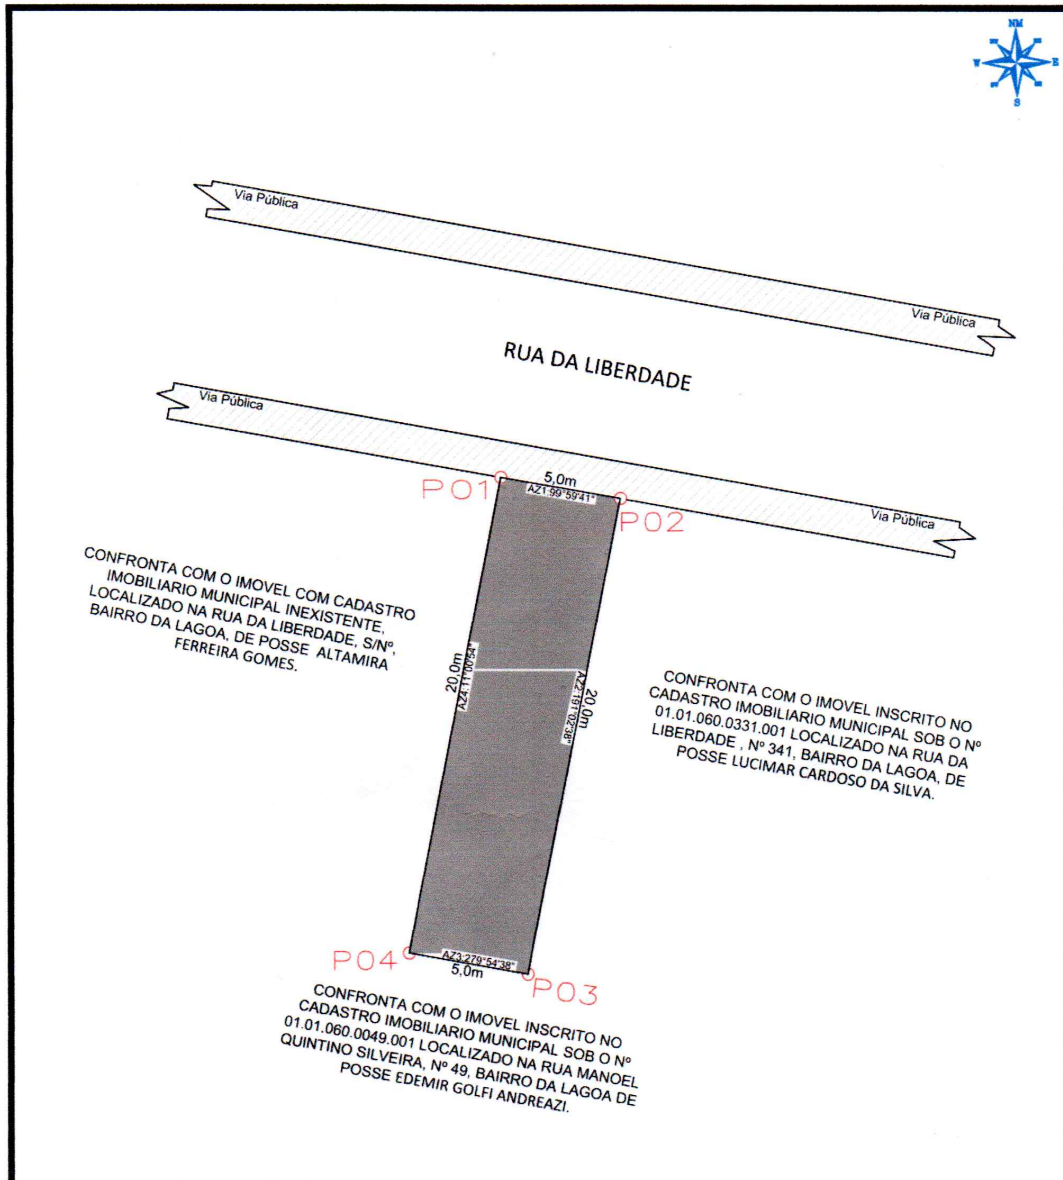 NM
W E
S
Via Pública
Via Pública
RUA DA LIBERDADE
Via Pública
Via Pública
5,0m
AZ1:99°59'41"
P01
P02
CONFRONTA COM O IMOVEL COM CADASTRO
IMOBILIARIO MUNICIPAL INEXISTENTE,
LOCALIZADO NA RUA DA LIBERDADE, S/Nº,
BAIRRO DA LAGOA, DE POSSE ALTAMIRA
FERREIRA GOMES.
20,0m
AZ4:11°00'54"
AZ2:191°02'38"
20,0m
CONFRONTA COM O IMOVEL INSCRITO NO
CADASTRO IMOBILIARIO MUNICIPAL SOB O Nº
01.01.060.0331.001 LOCALIZADO NA RUA DA
LIBERDADE , Nº 341, BAIRRO DA LAGOA, DE
POSSE LUCIMAR CARDOSO DA SILVA.
P04
AZ3:279°54'38"
5,0m
P03
CONFRONTA COM O IMOVEL INSCRITO NO
CADASTRO IMOBILIARIO MUNICIPAL SOB O Nº
01.01.060.0049.001 LOCALIZADO NA RUA MANOEL
QUINTINO SILVEIRA, Nº 49, BAIRRO DA LAGOA DE
POSSE EDEMIR GOLFI ANDREAZI.